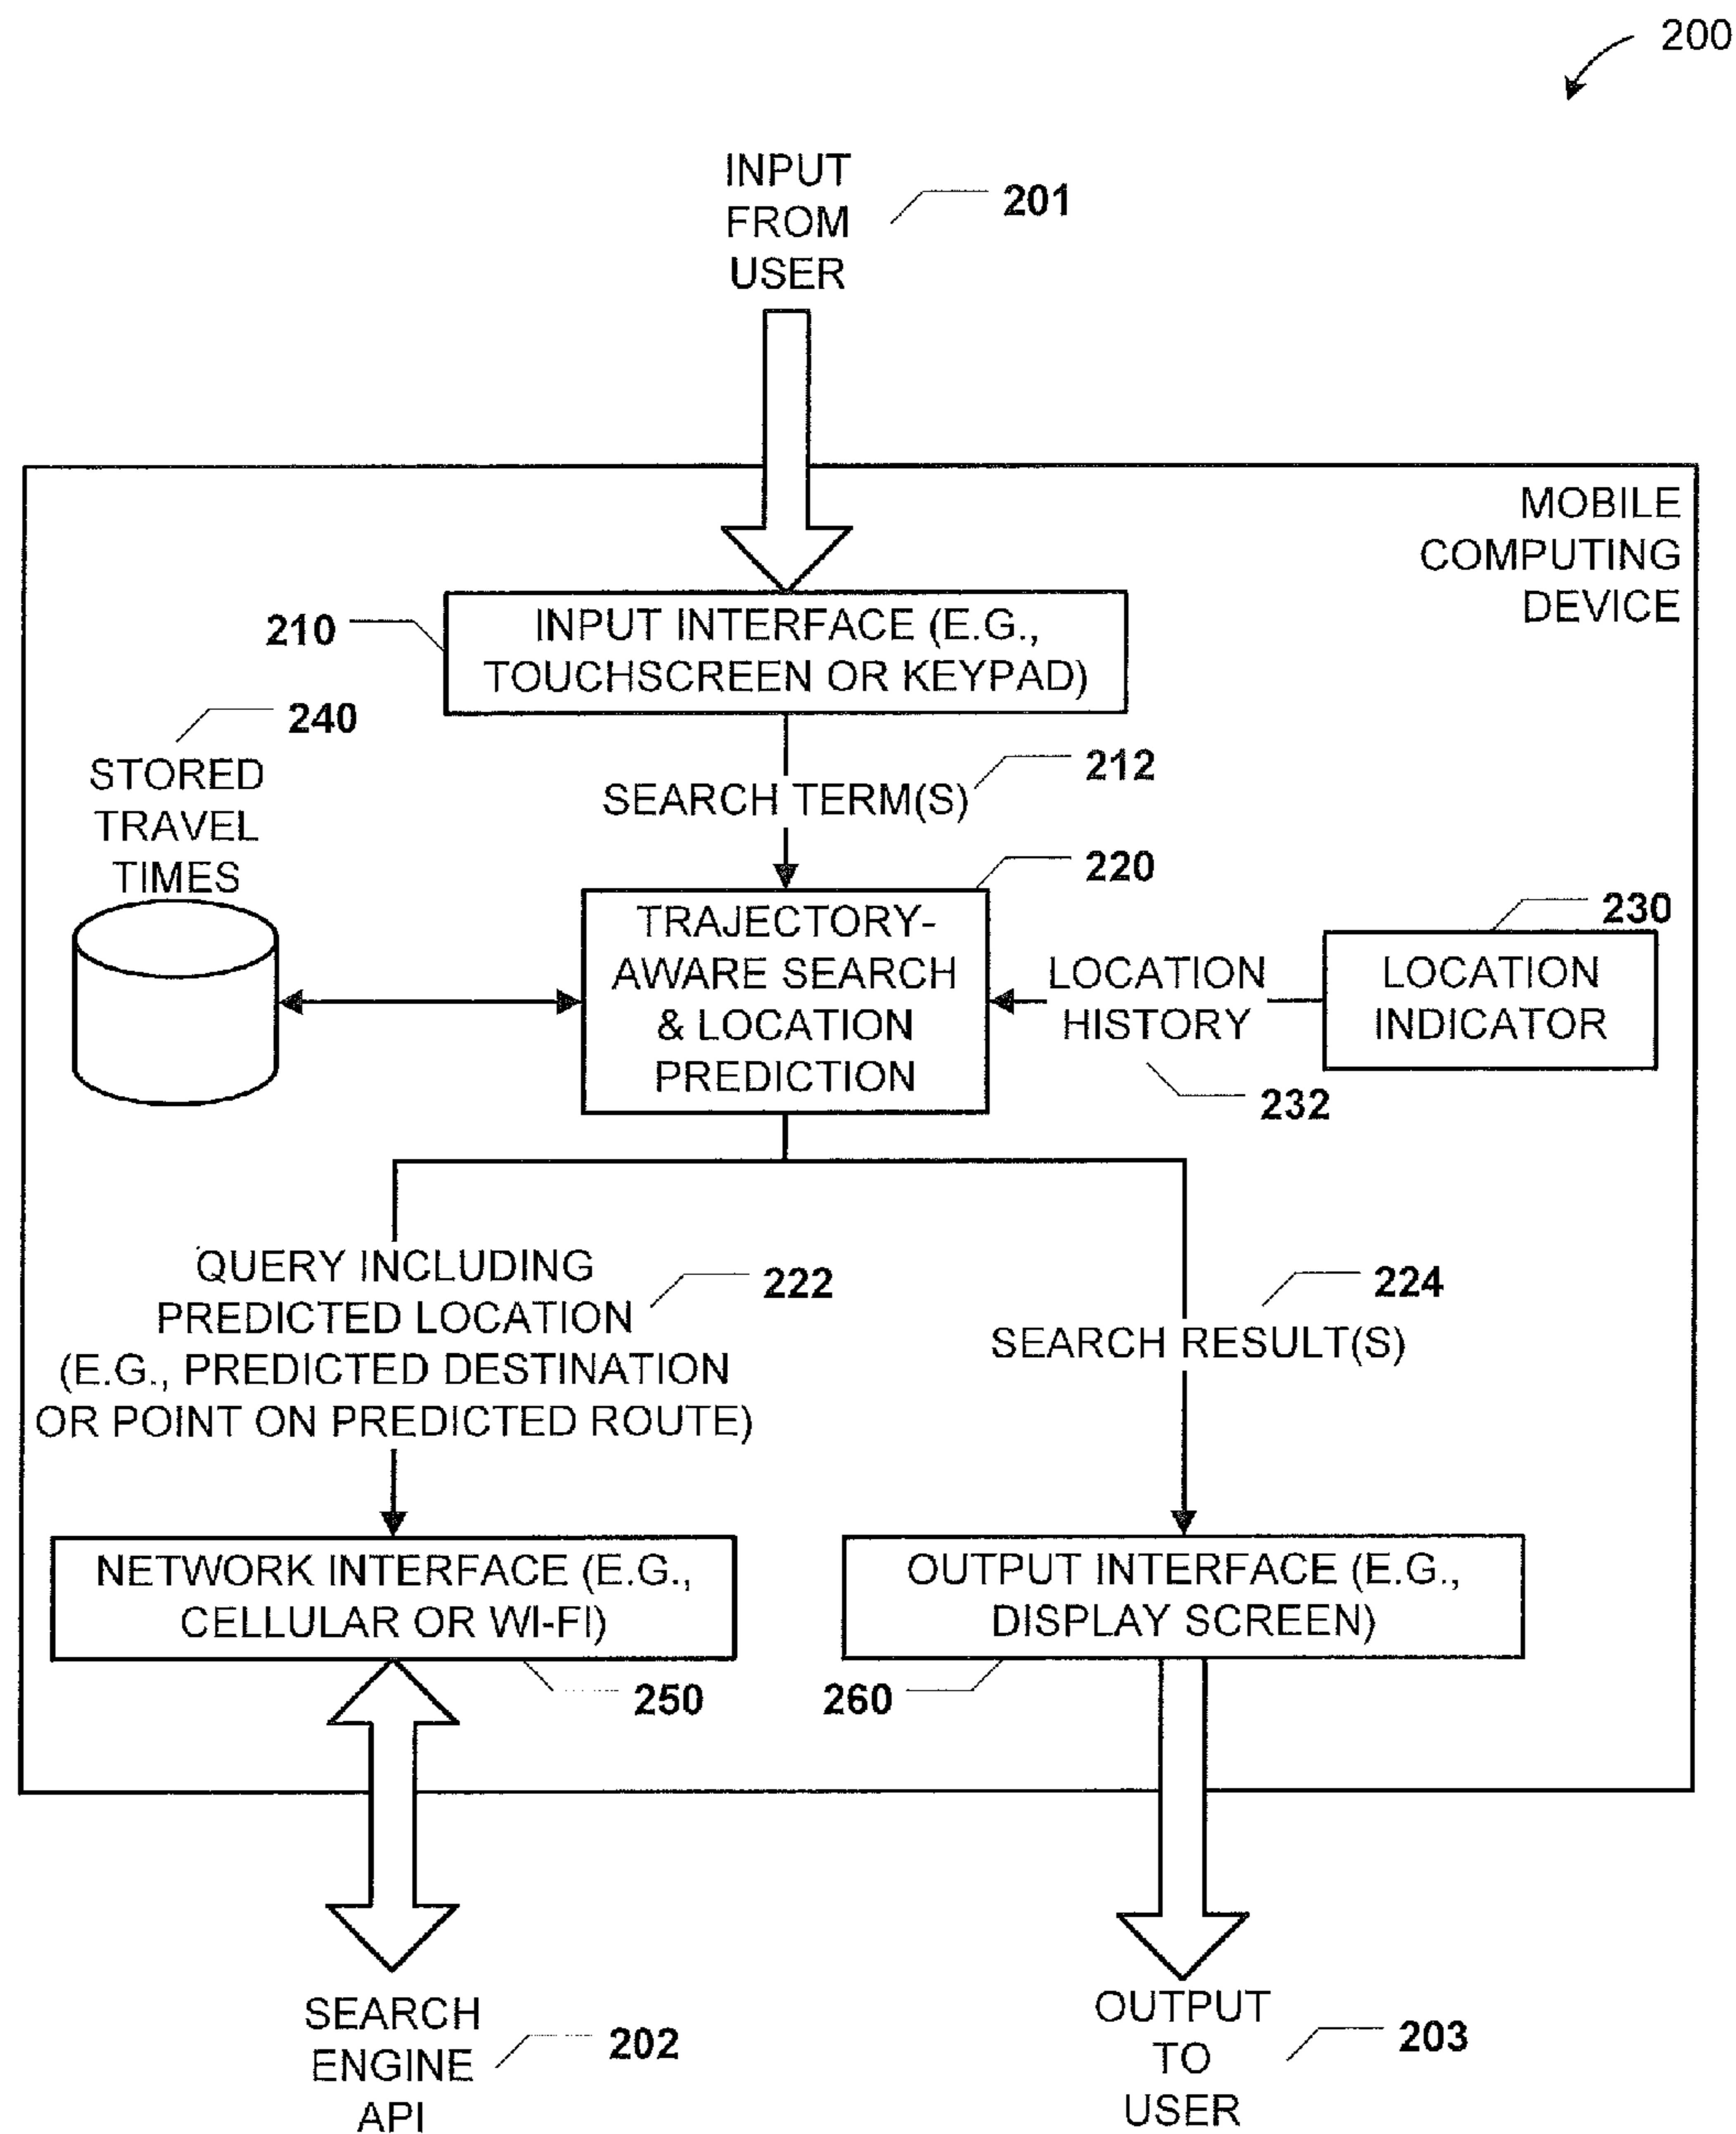 200
INPUT
FROM
USER
201
MOBILE
COMPUTING
DEVICE
210
INPUT INTERFACE (E.G.,
TOUCHSCREEN OR KEYPAD)
240
STORED
TRAVEL
TIMES
212
SEARCH TERM(S)
220
TRAJECTORY-
AWARE SEARCH
& LOCATION
PREDICTION
LOCATION
HISTORY
232
230
LOCATION
INDICATOR
QUERY INCLUDING
PREDICTED LOCATION
(E.G., PREDICTED DESTINATION
OR POINT ON PREDICTED ROUTE)
222
224
SEARCH RESULT(S)
NETWORK INTERFACE (E.G.,
CELLULAR OR WI-FI)
250
OUTPUT INTERFACE (E.G.,
DISPLAY SCREEN)
260
SEARCH
ENGINE
API
202
OUTPUT
TO
USER
203